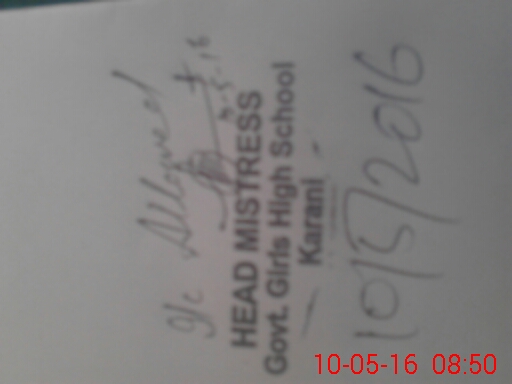 Allowed
HEAD MISTRESS
Govt. Girls High School
Karani
10/5/2016
10-05-16 08:50